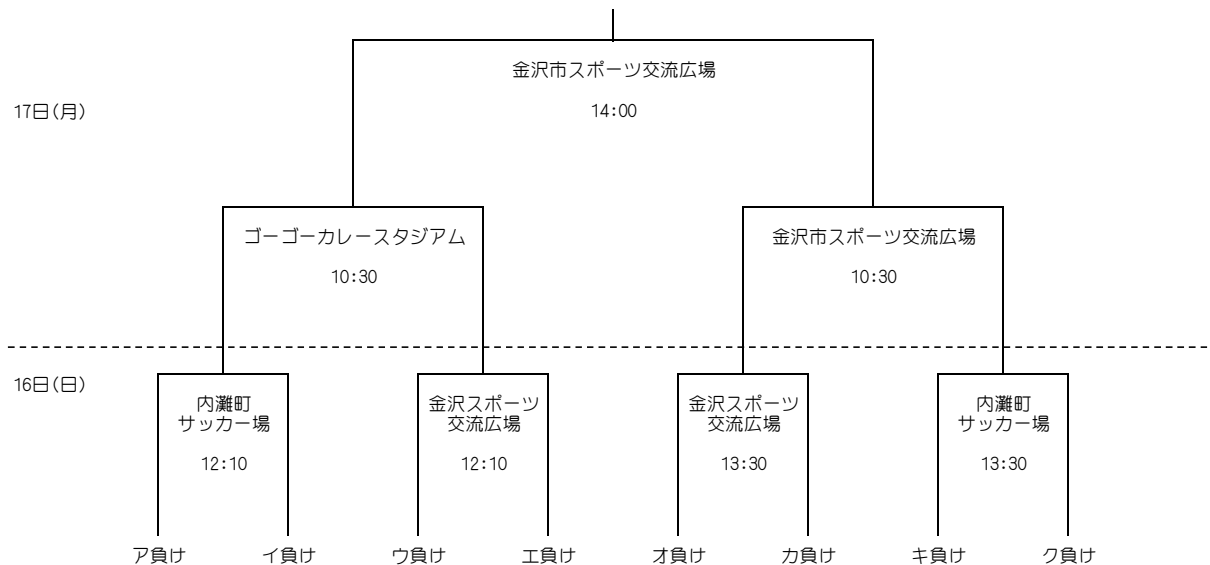 金沢市スポーツ交流広場
17日(月)
14:00
ゴーゴーカレースタジアム
金沢市スポーツ交流広場
10:30
10:30
16日(日)
内灘町
サッカー場
12:10
金沢スポーツ
交流広場
12:10
金沢スポーツ
交流広場
13:30
内灘町
サッカー場
13:30
ア負け
イ負け
ウ負け
エ負け
オ負け
カ負け
キ負け
ク負け